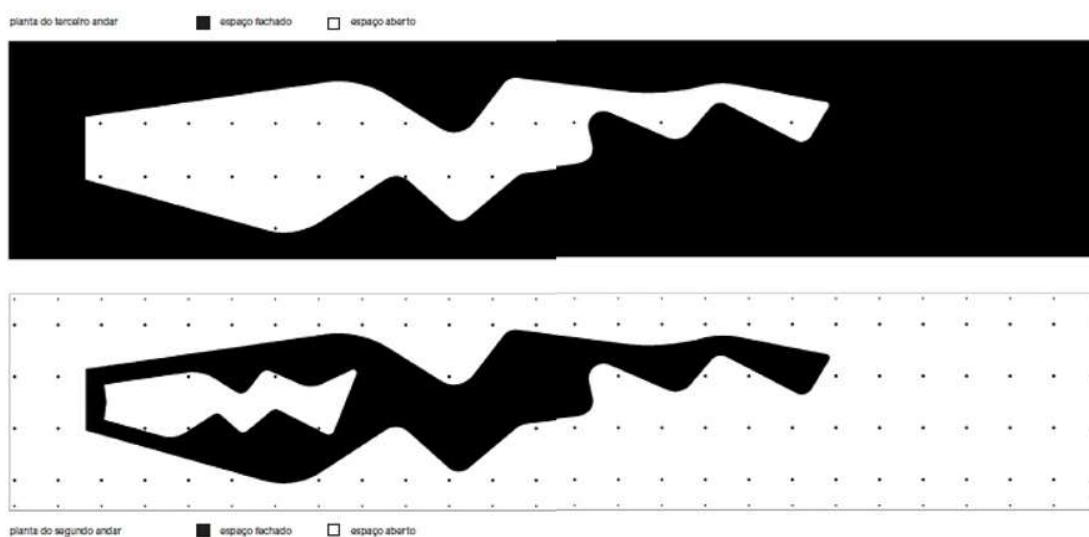 planta do terceiro andar espaço fechado espaço aberto
planta do segundo andar espaço fechado espaço aberto